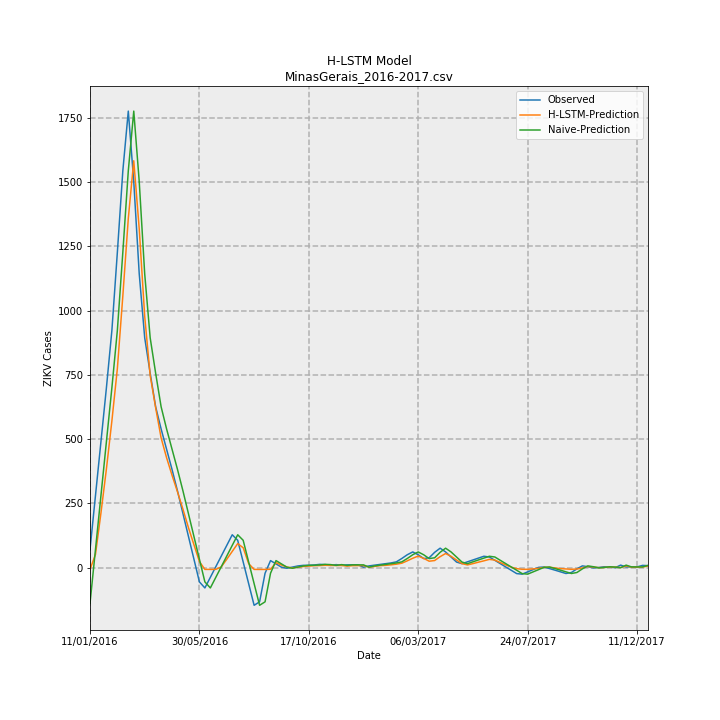 H-LSTM Model
MinasGerais_2016-2017.csv
Observed
H-LSTM-Prediction
Naive-Prediction
ZIKV Cases
1750
1500
1250
1000
750
500
250
0
11/01/2016
30/05/2016
17/10/2016
06/03/2017
24/07/2017
11/12/2017
Date